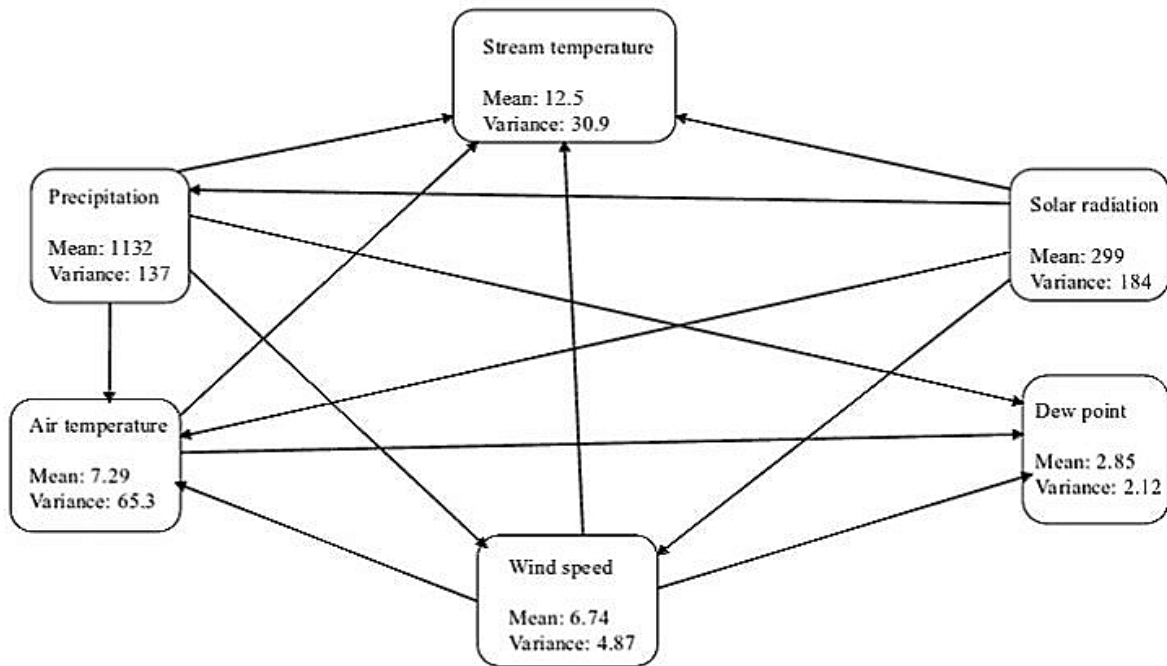 Stream temperature
Mean: 12.5
Variance: 30.9
Precipitation
Mean: 1132
Variance: 137
Solar radiation
Mean: 299
Variance: 184
Air temperature
Mean: 7.29
Variance: 65.3
Dew point
Mean: 2.85
Variance: 2.12
Wind speed
Mean: 6.74
Variance: 4.87